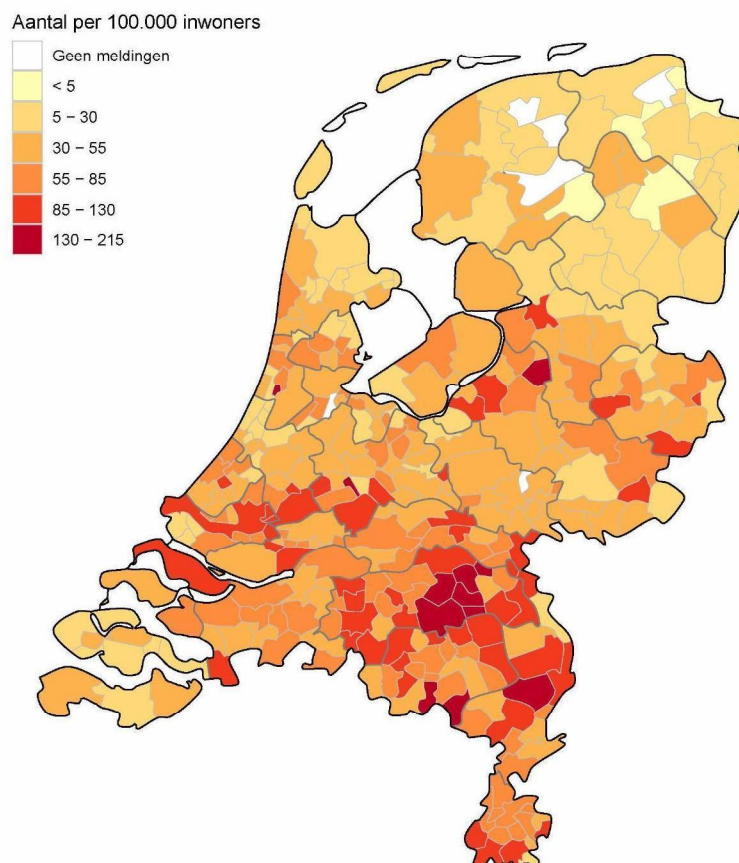 Aantal per 100.000 inwoners
Geen meldingen
< 5
5 – 30
30 – 55
55 – 85
85 – 130
130 – 215